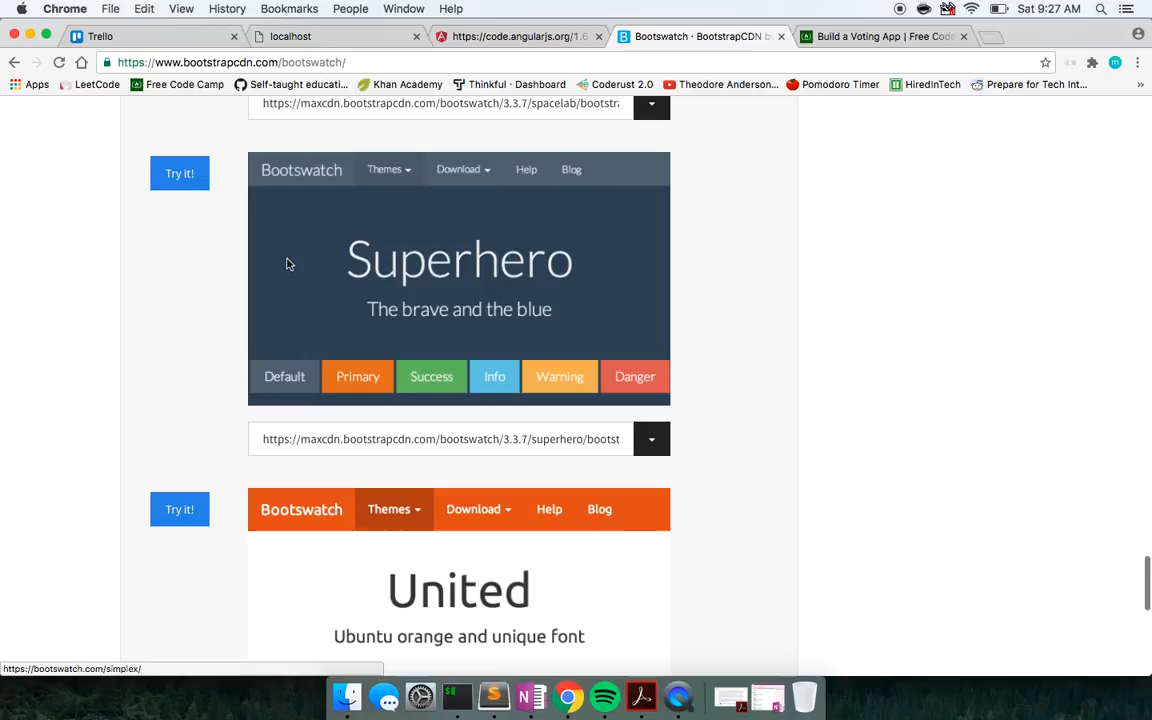 Chrome File Edit View History Bookmarks People Window Help Sat 9:27 AM
Trello
localhost
https://code.angularjs.org/1.6
Bootswatch · BootstrapCDN b
Build a Voting App | Free Code
https://www.bootstrapcdn.com/bootswatch/
Apps LeetCode Free Code Camp Self-taught educati... Khan Academy Thinkful · Dashboard Coderust 2.0 Theodore Anderson... Pomodoro Timer HiredInTech Prepare for Tech Int... »
https://maxcdn.bootstrapcdn.com/bootswatch/3.3.7/spacelab/bootstra
Try it!
Bootswatch Themes Download Help Blog
Superhero
The brave and the blue
Default Primary Success Info Warning Danger
https://maxcdn.bootstrapcdn.com/bootswatch/3.3.7/superhero/bootst
Try it!
Bootswatch Themes Download Help Blog
United
Ubuntu orange and unique font
https://bootswatch.com/simplex/